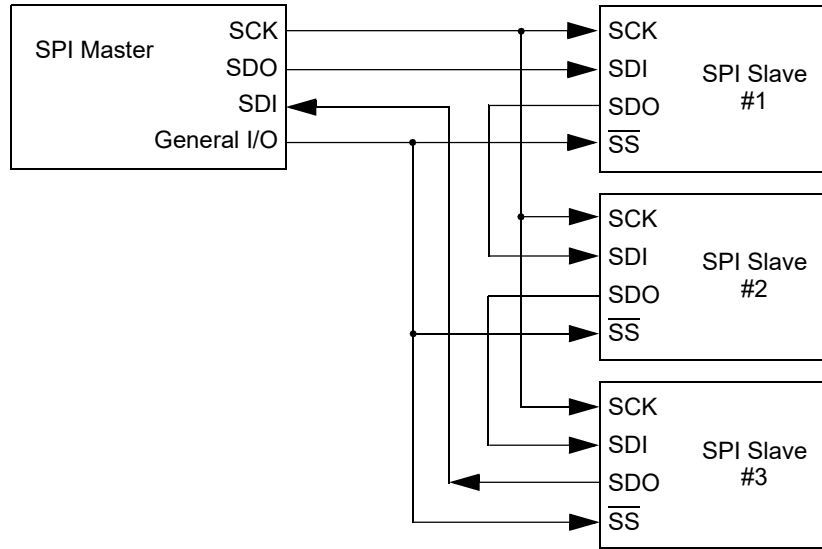 SPI Master
SCK
SDO
SDI
General I/O
SCK
SDI
SDO
SS
SPI Slave
#1
SCK
SDI
SDO
SS
SPI Slave
#2
SCK
SDI
SDO
SS
SPI Slave
#3